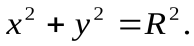 x² + y² =R².